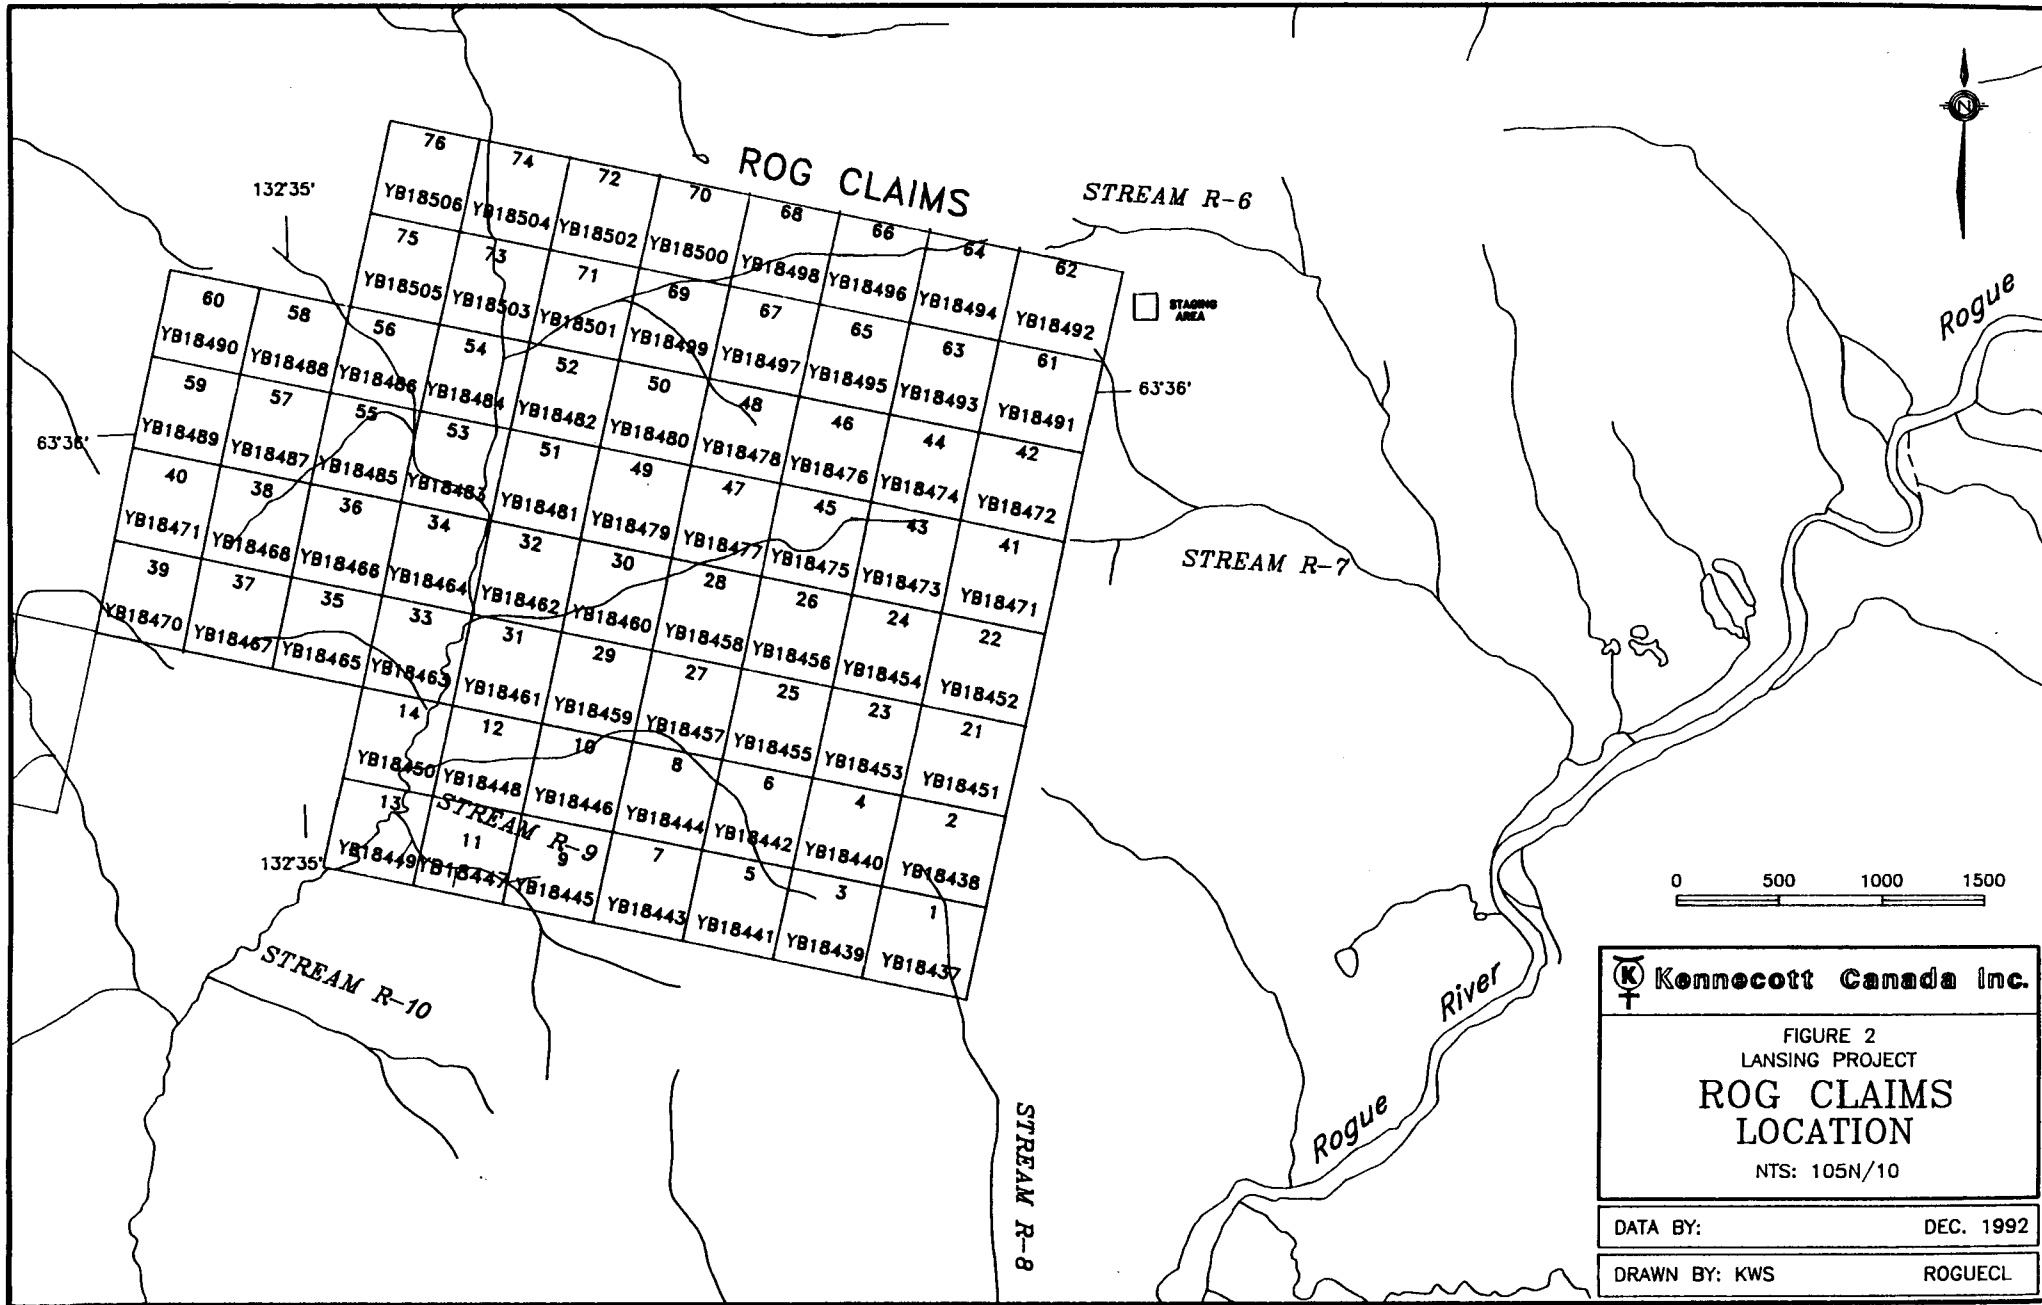 ROG CLAIMS
STREAM R-6
132°35'
N
Rogue
76
74
72
70
68
66
64
62
YB18506
YB18504
YB18502
YB18500
YB18498
YB18496
YB18494
YB18492
STAGING
AREA
75
73
71
69
67
65
63
61
YB18505
YB18503
YB18501
YB18499
YB18497
YB18495
YB18493
YB18491
63°36'
60
58
56
54
52
50
48
46
44
42
YB18490
YB18488
YB18486
YB18484
YB18482
YB18480
YB18478
YB18476
YB18474
YB18472
63°36'
59
57
55
53
51
49
47
45
43
41
YB18489
YB18487
YB18485
YB18483
YB18481
YB18479
YB18477
YB18475
YB18473
YB18471
STREAM R-7
40
38
36
34
32
30
28
26
24
22
YB18471
YB18468
YB18466
YB18464
YB18462
YB18460
YB18458
YB18456
YB18454
YB18452
39
37
35
33
31
29
27
25
23
21
YB18470
YB18467
YB18465
YB18463
YB18461
YB18459
YB18457
YB18455
YB18453
YB18451
14
12
10
8
6
4
2
YB18450
YB18448
YB18446
YB18444
YB18442
YB18440
YB18438
STREAM R-9
13
11
9
7
5
3
1
YB18449
YB18447
YB18445
YB18443
YB18441
YB18439
YB18437
132°35'
STREAM R-10
STREAM R-8
Rogue River
0 500 1000 1500
K
Kennecott Canada Inc.
FIGURE 2
LANSING PROJECT
ROG CLAIMS
LOCATION
NTS: 105N/10
DATA BY: DEC. 1992
DRAWN BY: KWS ROGUECL